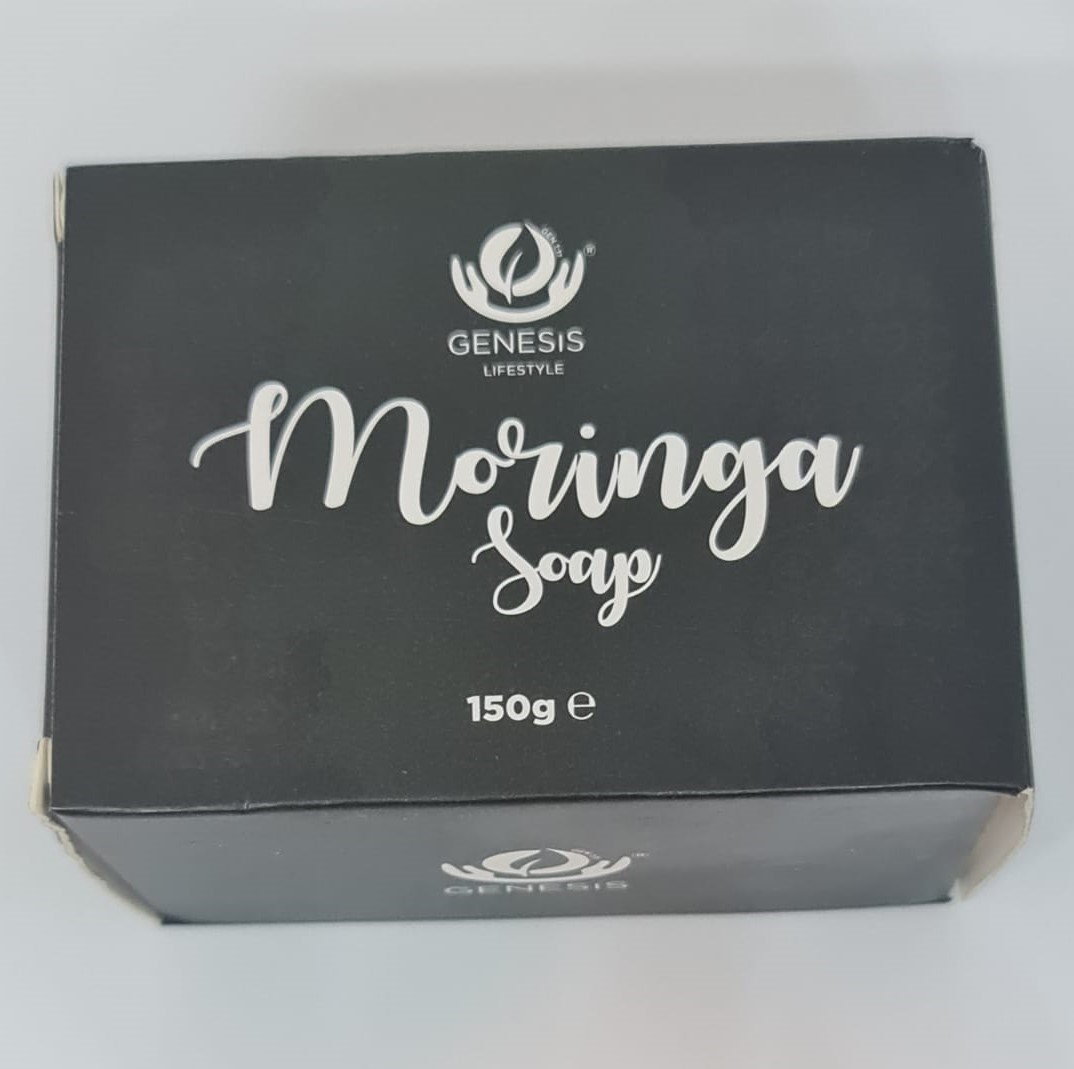 GENESiS
LIFESTYLE
Moringa
Soap
150g ℮
GENESiS